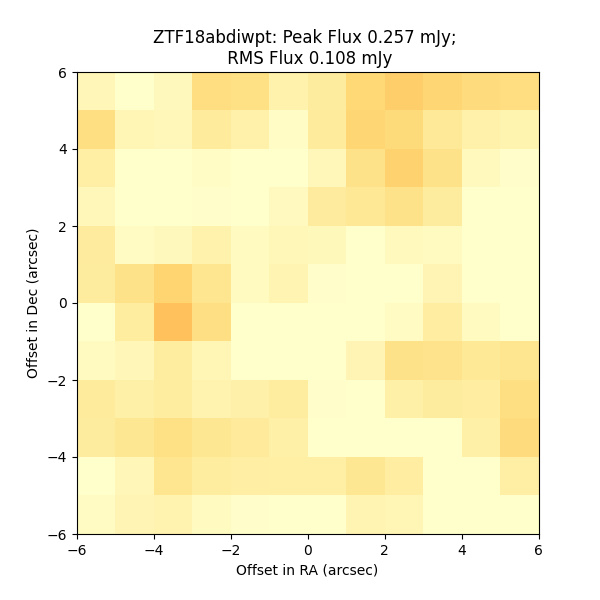 ZTF18abdiwpt: Peak Flux 0.257 mJy;
RMS Flux 0.108 mJy
6
4
2
0
−2
−4
−6
Offset in Dec (arcsec)
−6 −4 −2 0 2 4 6
Offset in RA (arcsec)